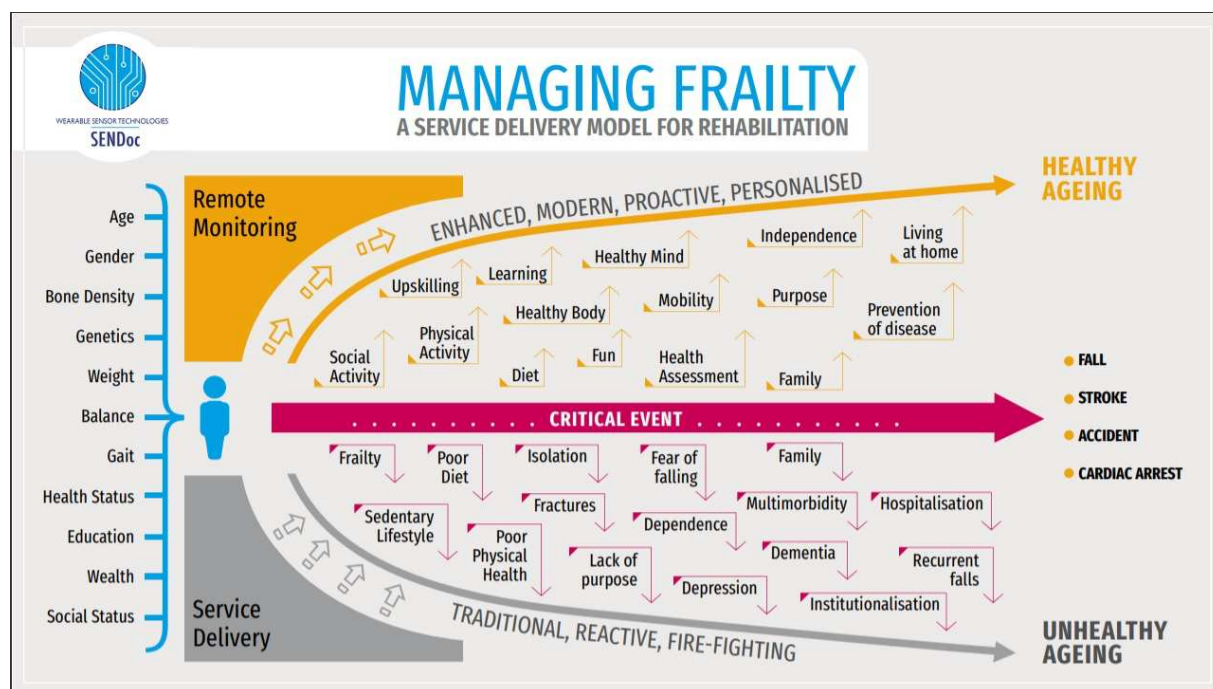 WEARABLE SENSOR TECHNOLOGIES
SENDoc
MANAGING FRAILTY
A SERVICE DELIVERY MODEL FOR REHABILITATION
Age
Gender
Bone Density
Genetics
Weight
Balance
Gait
Health Status
Education
Wealth
Social Status
Remote
Monitoring
ENHANCED, MODERN, PROACTIVE, PERSONALISED
HEALTHY
AGEING
Upskilling
Learning
Healthy Mind
Independence
Living
at home
Social
Activity
Physical
Activity
Healthy Body
Mobility
Purpose
Prevention
of disease
Diet
Fun
Health
Assessment
Family
CRITICAL EVENT
FALL
STROKE
ACCIDENT
CARDIAC ARREST
Frailty
Poor
Diet
Isolation
Fear of
falling
Family
Sedentary
Lifestyle
Fractures
Dependence
Multimorbidity
Hospitalisation
Poor
Physical
Health
Lack of
purpose
Depression
Dementia
Recurrent
falls
Institutionalisation
Service
Delivery
TRADITIONAL, REACTIVE, FIRE-FIGHTING
UNHEALTHY
AGEING